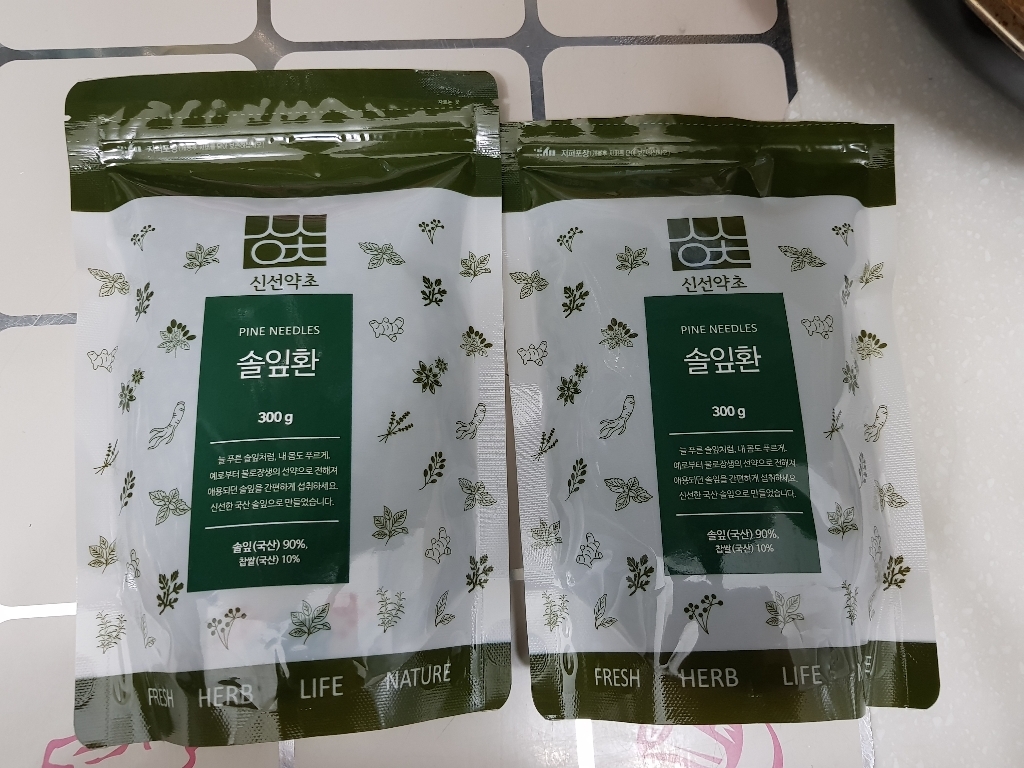 신선약초
PINE NEEDLES
솔잎환
300 g
늘 푸른 솔잎처럼, 내 몸도 푸르게.
예로부터 불로장생의 선약으로 전해져
애용되던 솔잎을 간편하게 섭취하세요.
신선한 국산 솔잎으로 만들었습니다.
솔잎(국산) 90%,
찹쌀(국산) 10%
FRESH HERB LIFE NATURE
지퍼포장
신선약초
PINE NEEDLES
솔잎환
300 g
늘 푸른 솔잎처럼, 내 몸도 푸르게.
예로부터 불로장생의 선약으로 전해져
애용되던 솔잎을 간편하게 섭취하세요.
신선한 국산 솔잎으로 만들었습니다.
솔잎(국산) 90%,
찹쌀(국산) 10%
FRESH HERB LIFE